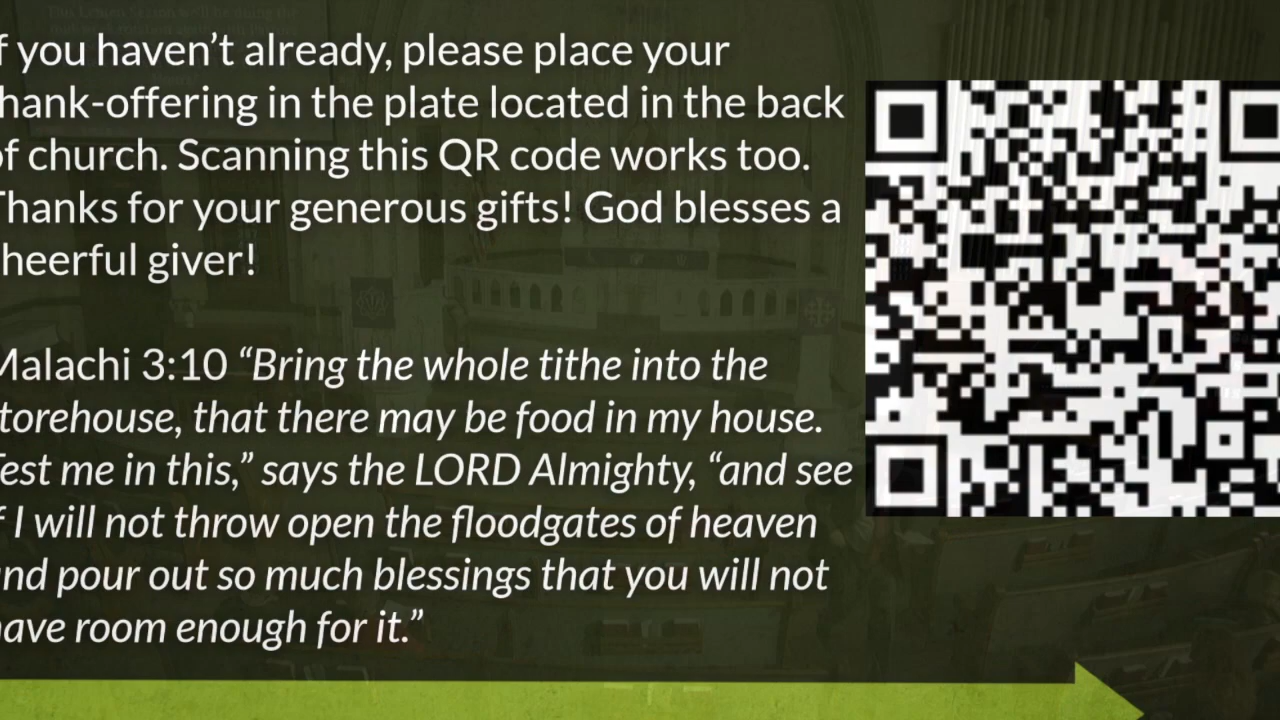 f you haven't already, please place your
hank-offering in the plate located in the back
of church. Scanning this QR code works too.
Thanks for your generous gifts! God blesses a
heerful giver!
Malachi 3:10 “Bring the whole tithe into the
torehouse, that there may be food in my house.
Test me in this,” says the LORD Almighty, “and see
f I will not throw open the floodgates of heaven
nd pour out so much blessings that you will not
have room enough for it.”